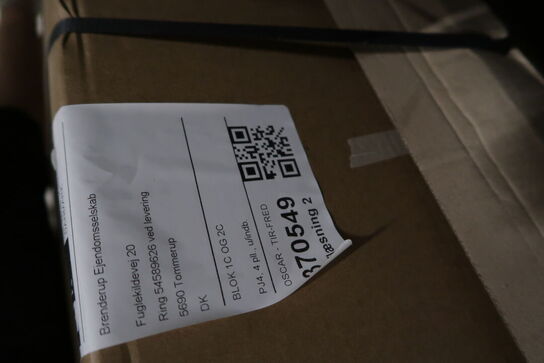 Brenderup Ejendomsselskab
Fuglekildevej 20
Ring 54589626 ved levering
5690 Tommerup
DK
BLOK 1C OG 2C
PJ4, 4 pll., u/indb.
OSCAR - TIR-FRED
370549
læsning 2